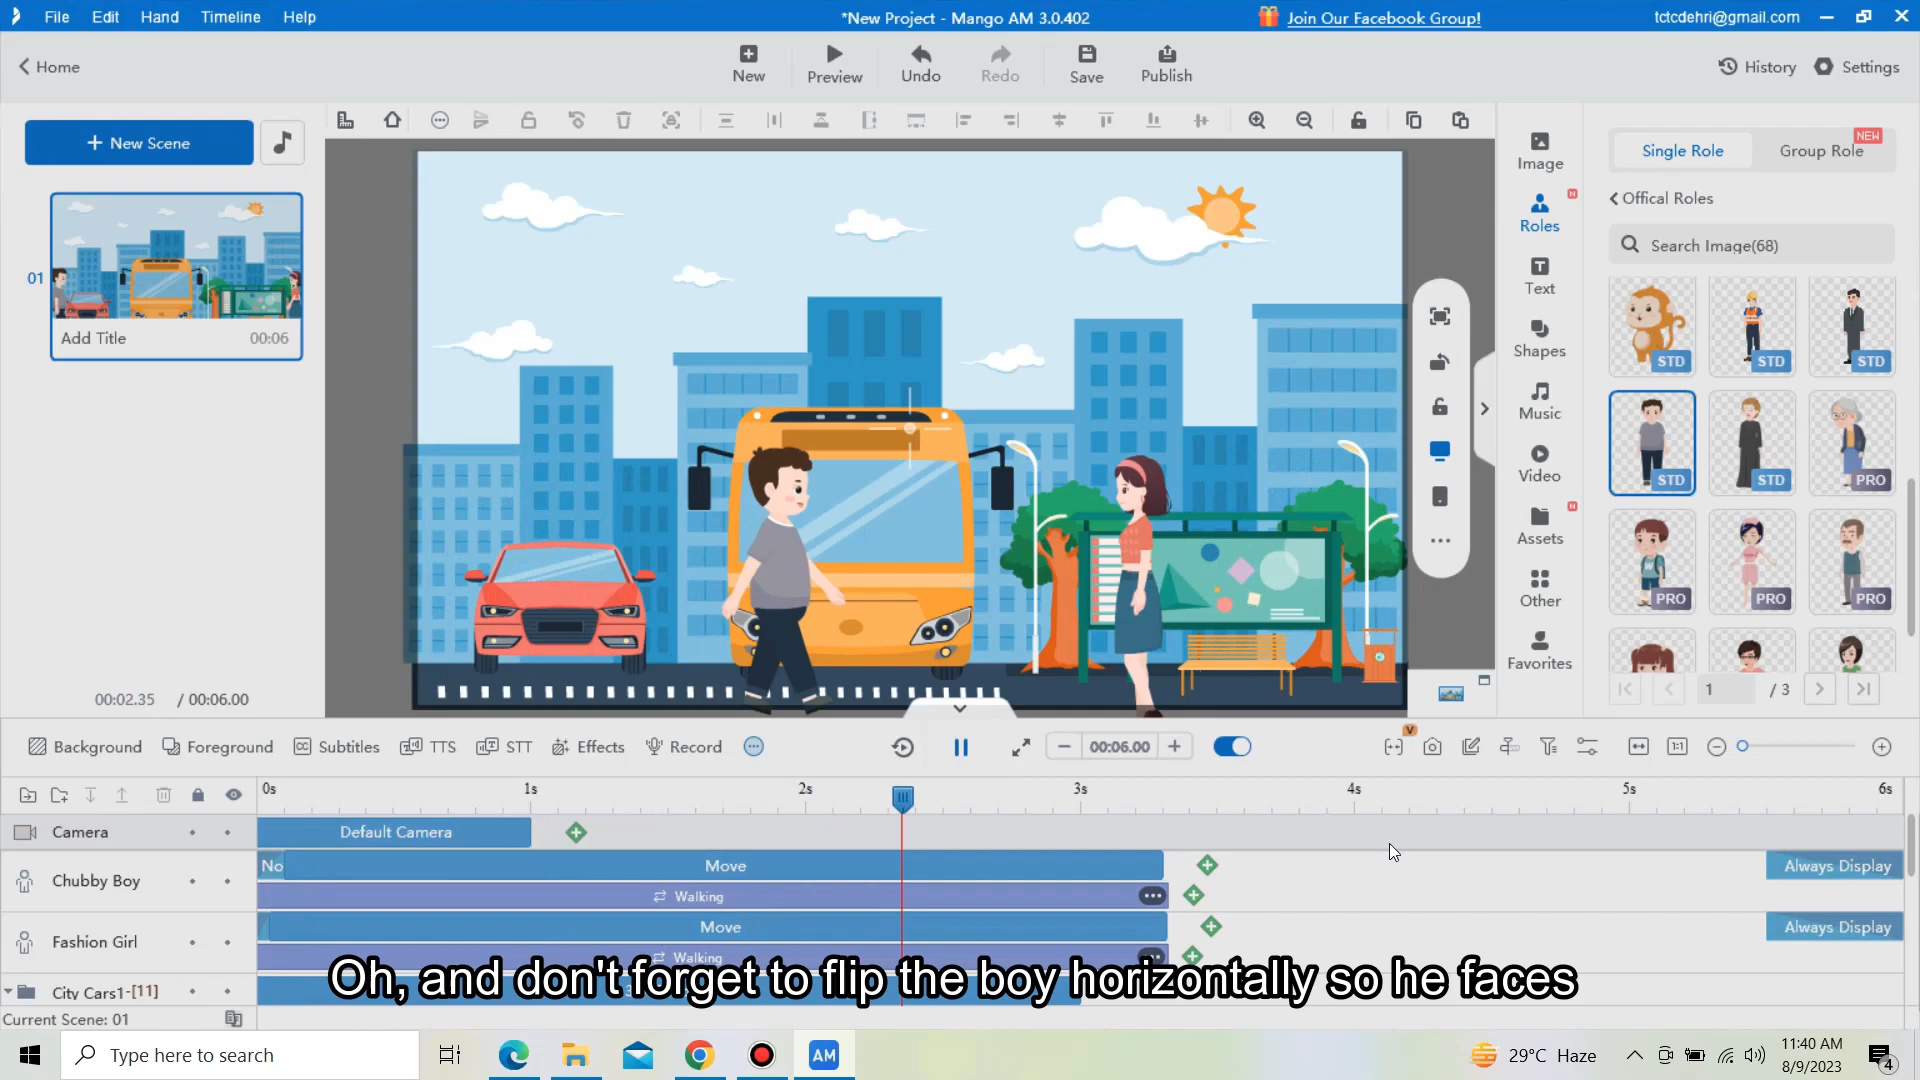 File
Edit
Hand
Timeline
Help
*New Project - Mango AM 3.0.402
Join Our Facebook Group!
tctcdehri@gmail.com
Home
New
Preview
Undo
Redo
Save
Publish
History
Settings
+ New Scene
01
Add Title
00:06
00:02.35 / 00:06.00
Image
Roles
N
Text
Shapes
Music
Video
Assets
N
Other
Favorites
Single Role
Group Role
NEW
Offical Roles
Search Image(68)
STD
STD
STD
STD
STD
PRO
PRO
PRO
PRO
1 / 3
Background
Foreground
CC Subtitles
TTS
STT
Effects
Record
00:06.00
V
1:1
0s
1s
2s
3s
4s
5s
6s
Camera
Default Camera
Chubby Boy
No
Move
Always Display
Walking
Fashion Girl
Move
Always Display
Walking
City Cars1-[11]
Oh, and don't forget to flip the boy horizontally so he faces
Current Scene: 01
Type here to search
AM
29°C Haze
11:40 AM
8/9/2023
4